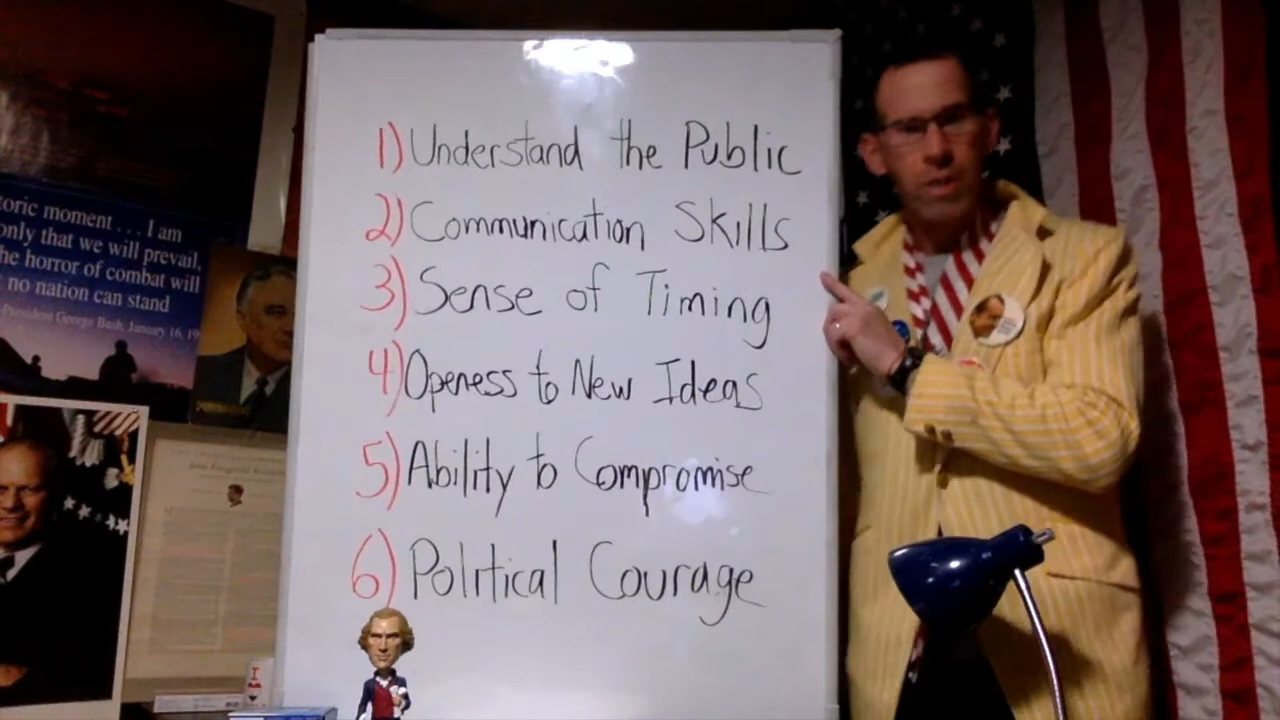 1) Understand the Public
2) Communication Skills
3) Sense of Timing
4) Openess to New Ideas
5) Ability to Compromise
6) Political Courage
toric moment . . . I am
only that we will prevail,
he horror of combat will
no nation can stand
-President George Bush, January 16, 19
John Fitzgerald
I